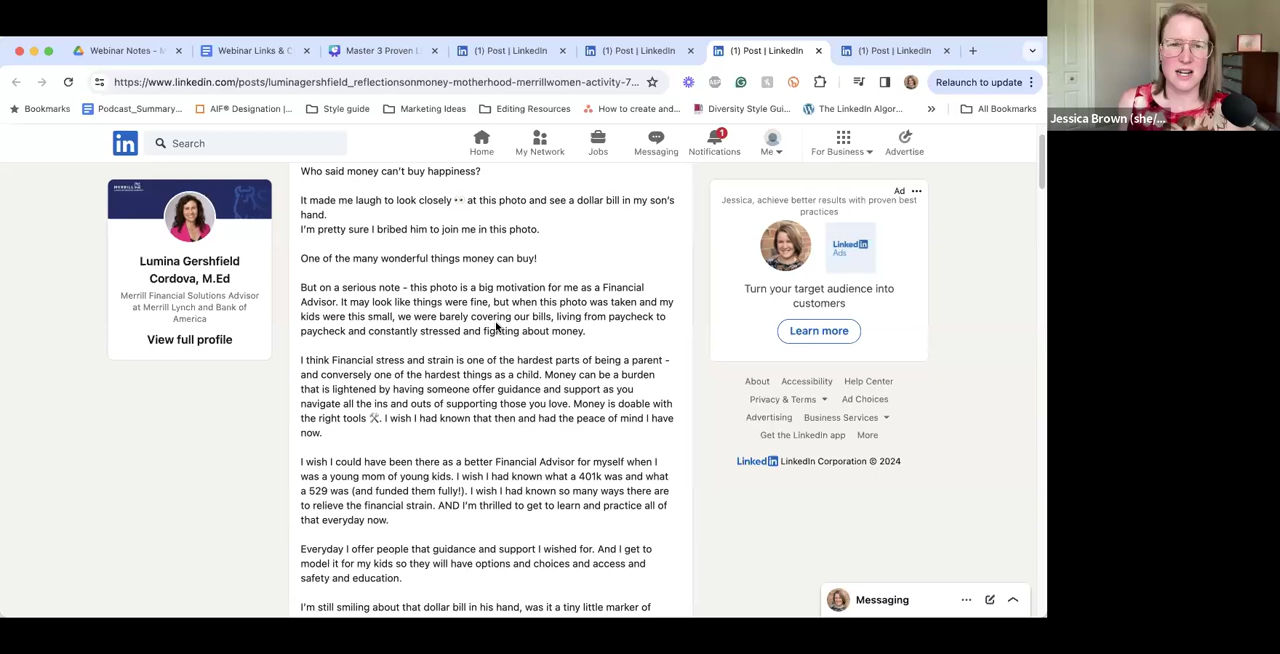 Webinar Notes - M
Webinar Links & C
Master 3 Proven L
(1) Post | LinkedIn
(1) Post | LinkedIn
(1) Post | LinkedIn
(1) Post | LinkedIn
https://www.linkedin.com/posts/luminagershfield_reflectionsonmoney-motherhood-merrillwomen-activity-7...
Relaunch to update
Bookmarks
Podcast_Summary...
AIF® Designation |...
Style guide
Marketing Ideas
Editing Resources
How to create and...
Diversity Style Gui...
The LinkedIn Algor...
»
All Bookmarks
Jessica Brown (she/...
in
Search
Home
My Network
Jobs
Messaging
1
Notifications
Me
For Business
Advertise
Lumina Gershfield
Cordova, M.Ed
Merrill Financial Solutions Advisor
at Merrill Lynch and Bank of
America
View full profile
Who said money can't buy happiness?
It made me laugh to look closely 👀 at this photo and see a dollar bill in my son's
hand.
I'm pretty sure I bribed him to join me in this photo.
One of the many wonderful things money can buy!
But on a serious note - this photo is a big motivation for me as a Financial
Advisor. It may look like things were fine, but when this photo was taken and my
kids were this small, we were barely covering our bills, living from paycheck to
paycheck and constantly stressed and fighting about money.
I think Financial stress and strain is one of the hardest parts of being a parent -
and conversely one of the hardest things as a child. Money can be a burden
that is lightened by having someone offer guidance and support as you
navigate all the ins and outs of supporting those you love. Money is doable with
the right tools 🛠️. I wish I had known that then and had the peace of mind I have
now.
I wish I could have been there as a better Financial Advisor for myself when I
was a young mom of young kids. I wish I had known what a 401k was and what
a 529 was (and funded them fully!). I wish I had known so many ways there are
to relieve the financial strain. AND I'm thrilled to get to learn and practice all of
that everyday now.
Everyday I offer people that guidance and support I wished for. And I get to
model it for my kids so they will have options and choices and access and
safety and education.
I'm still smiling about that dollar bill in his hand, was it a tiny little marker of
Ad
Jessica, achieve better results with proven best
practices
Linked in
Ads
Turn your target audience into
customers
Learn more
About Accessibility Help Center
Privacy & Terms Ad Choices
Advertising Business Services
Get the LinkedIn app More
Linked in LinkedIn Corporation © 2024
Messaging